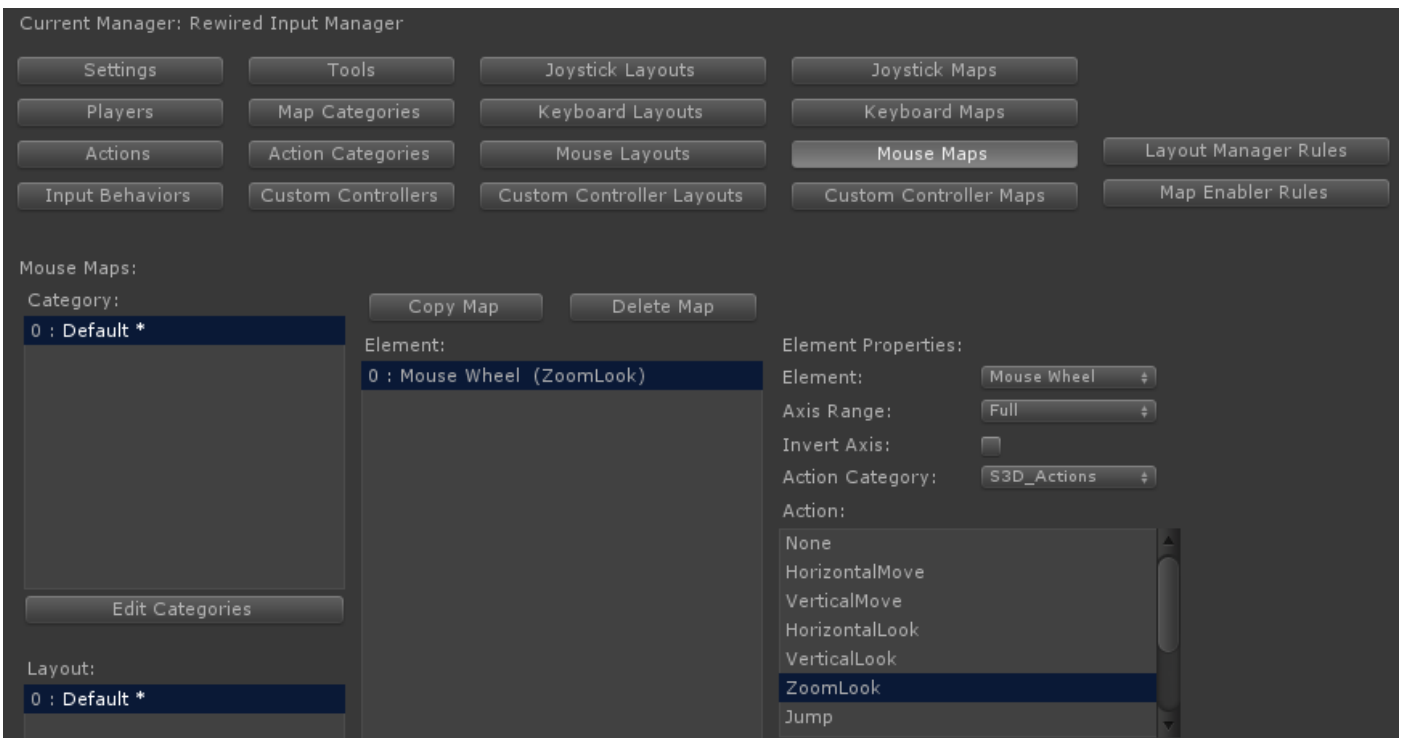 Current Manager: Rewired Input Manager
Settings Tools Joystick Layouts Joystick Maps
Players Map Categories Keyboard Layouts Keyboard Maps
Actions Action Categories Mouse Layouts Mouse Maps Layout Manager Rules
Input Behaviors Custom Controllers Custom Controller Layouts Custom Controller Maps Map Enabler Rules
Mouse Maps:
Category:
0 : Default *
Edit Categories
Layout:
0 : Default *
Copy Map Delete Map
Element:
0 : Mouse Wheel (ZoomLook)
Element Properties:
Element: Mouse Wheel
Axis Range: Full
Invert Axis:
Action Category: S3D_Actions
Action:
None
HorizontalMove
VerticalMove
HorizontalLook
VerticalLook
ZoomLook
Jump